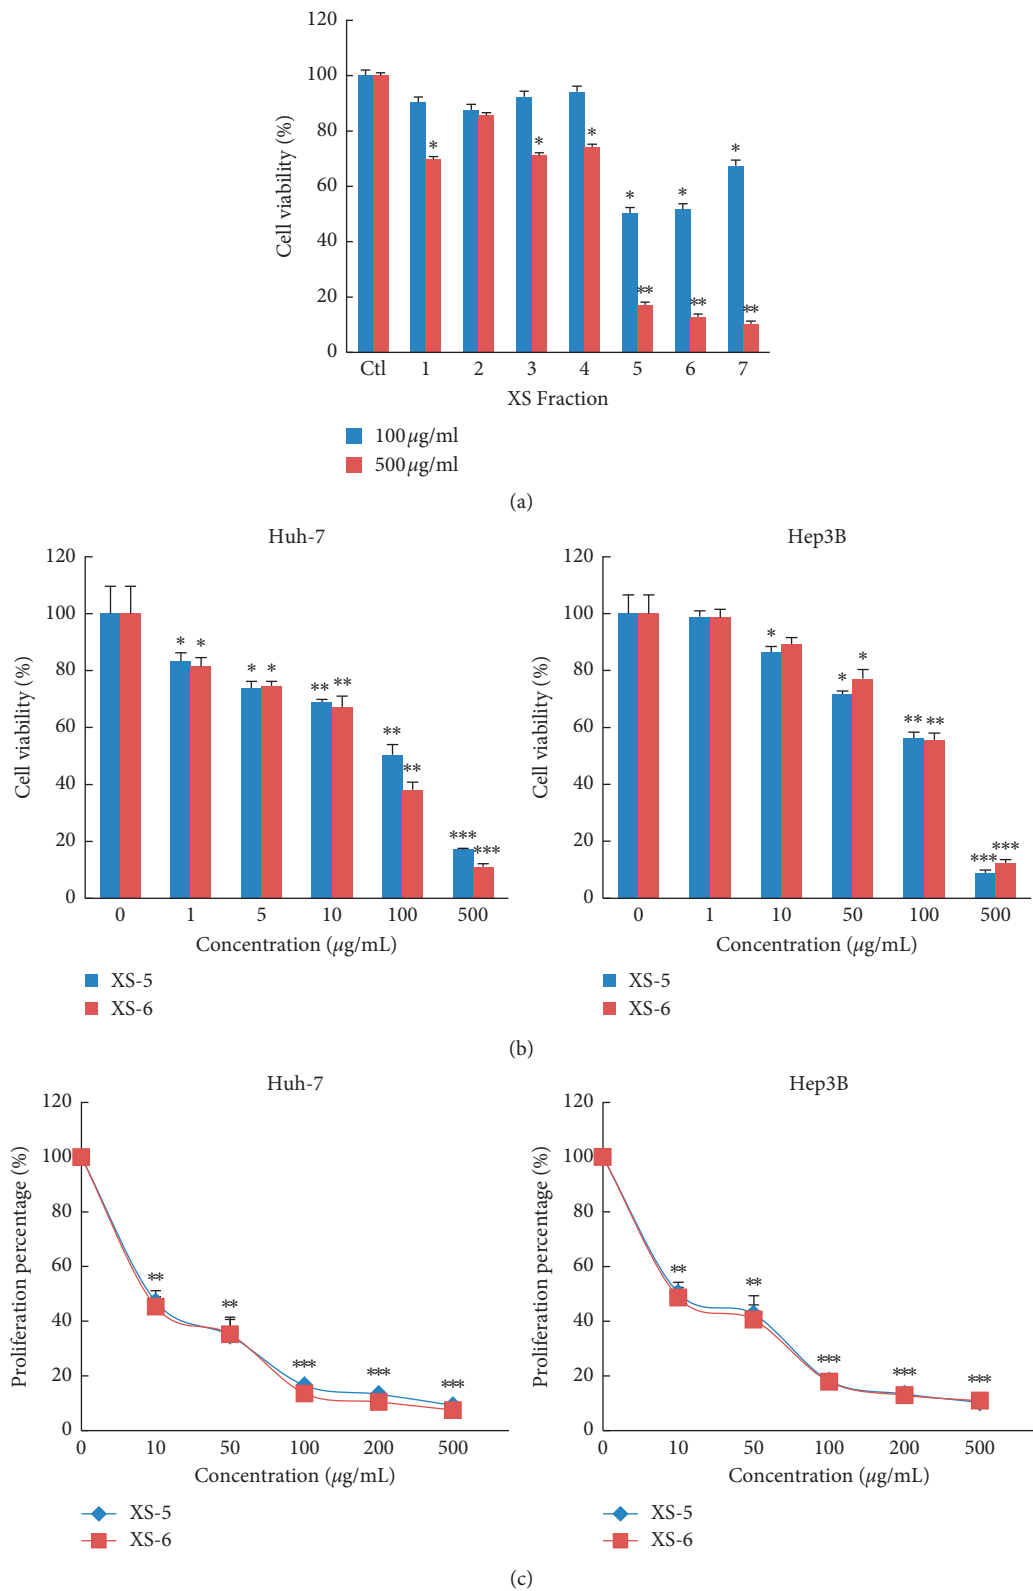 120
100
80
60
40
20
0
Cell viability (%)
* * * * * * *
** ** **
Ctl 1 2 3 4 5 6 7
XS Fraction
100 µg/ml
500 µg/ml
(a)
Huh-7
120
100
80
60
40
20
0
Cell viability (%)
* * * * ** ** ** ** *** ***
0 1 5 10 100 500
Concentration (µg/mL)
XS-5
XS-6
Hep3B
120
100
80
60
40
20
0
Cell viability (%)
* * * ** ** *** ***
0 1 10 50 100 500
Concentration (µg/mL)
XS-5
XS-6
(b)
Huh-7
120
100
80
60
40
20
0
Proliferation percentage (%)
** ** *** *** ***
0 10 50 100 200 500
Concentration (µg/mL)
XS-5
XS-6
Hep3B
120
100
80
60
40
20
0
Proliferation percentage (%)
** ** *** *** ***
0 10 50 100 200 500
Concentration (µg/mL)
XS-5
XS-6
(c)